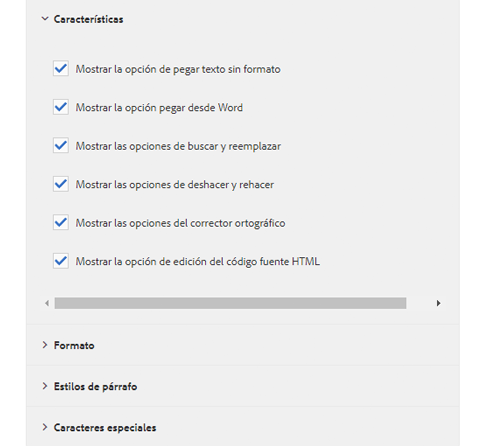 Características
Mostrar la opción de pegar texto sin formato
Mostrar la opción pegar desde Word
Mostrar las opciones de buscar y reemplazar
Mostrar las opciones de deshacer y rehacer
Mostrar las opciones del corrector ortográfico
Mostrar la opción de edición del código fuente HTML
Formato
Estilos de párrafo
Caracteres especiales